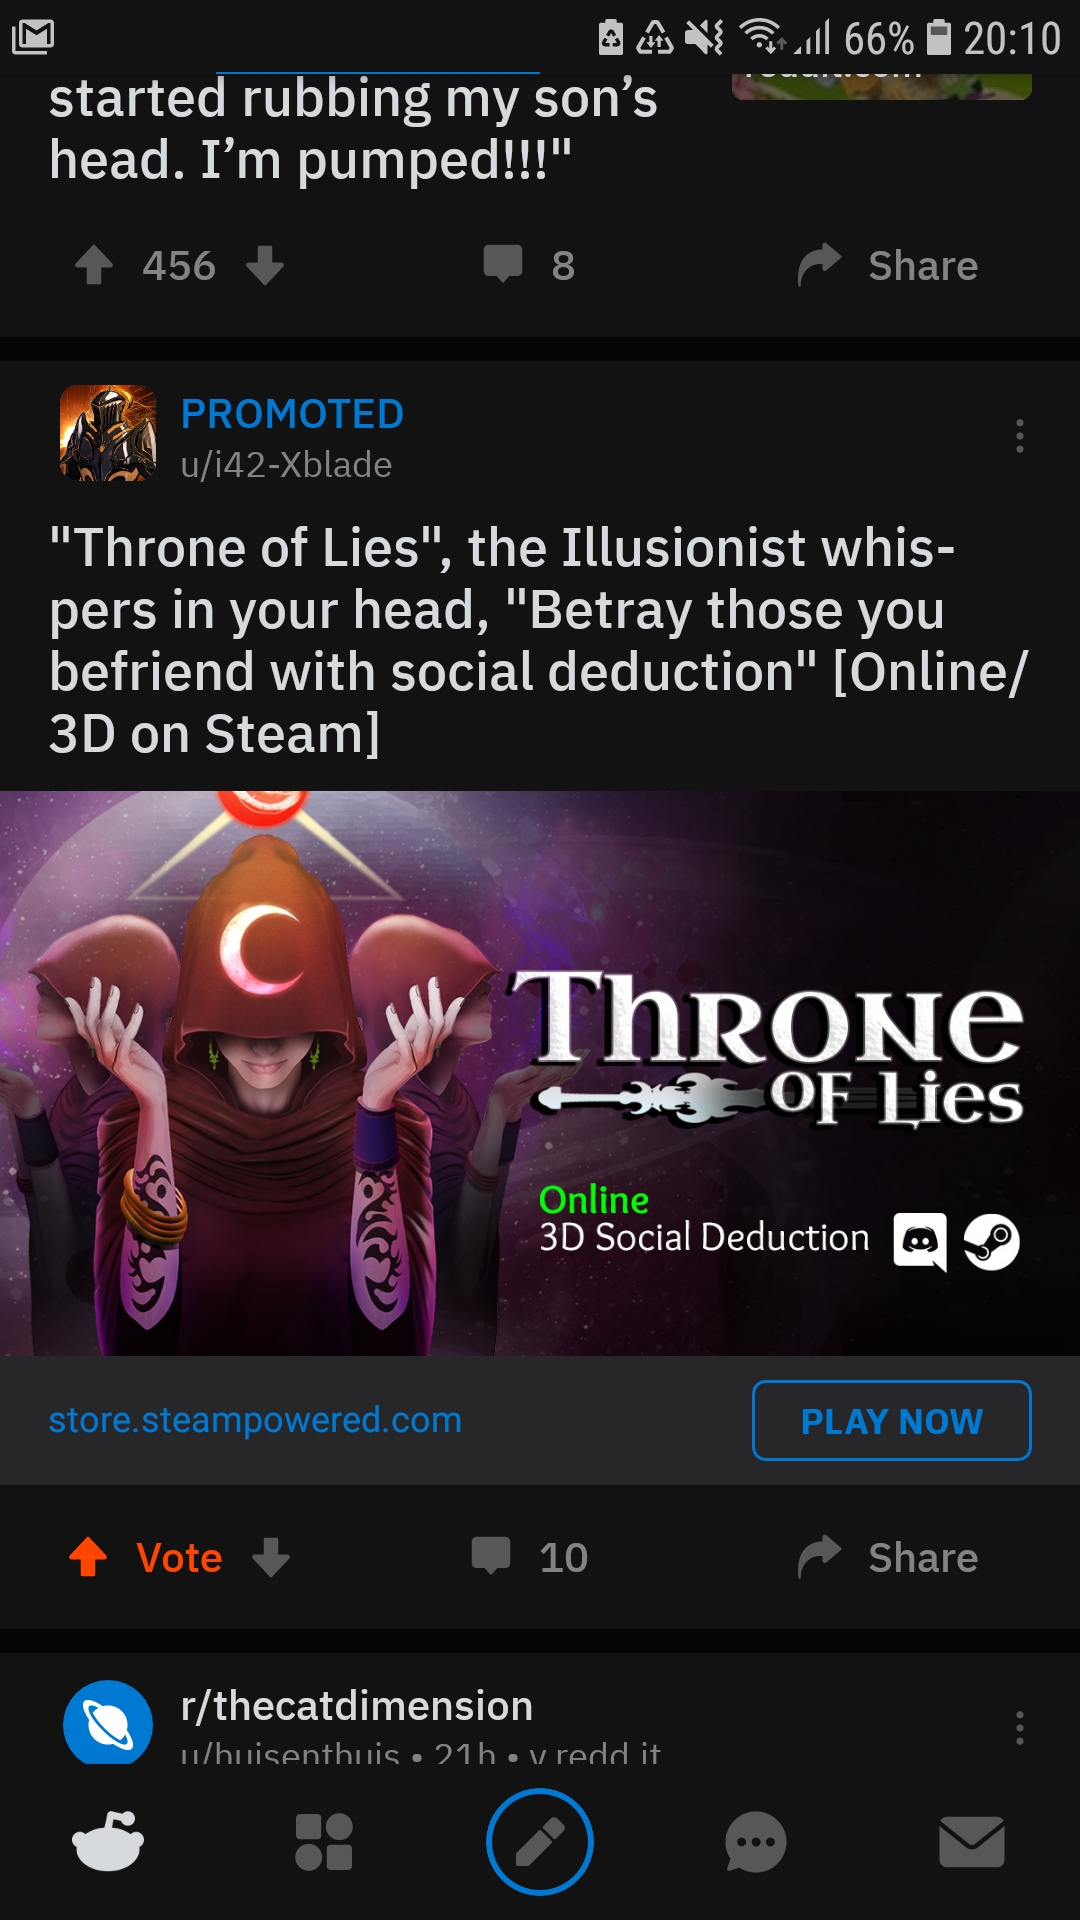 66% 20:10
started rubbing my son’s
head. I’m pumped!!!"
456 8 Share
PROMOTED
u/i42-Xblade
"Throne of Lies", the Illusionist whis-
pers in your head, "Betray those you
befriend with social deduction" [Online/
3D on Steam]
THRONE
OF LIES
Online
3D Social Deduction
store.steampowered.com PLAY NOW
Vote 10 Share
r/thecatdimension
u/huisenthuis • 21h • v.redd.it